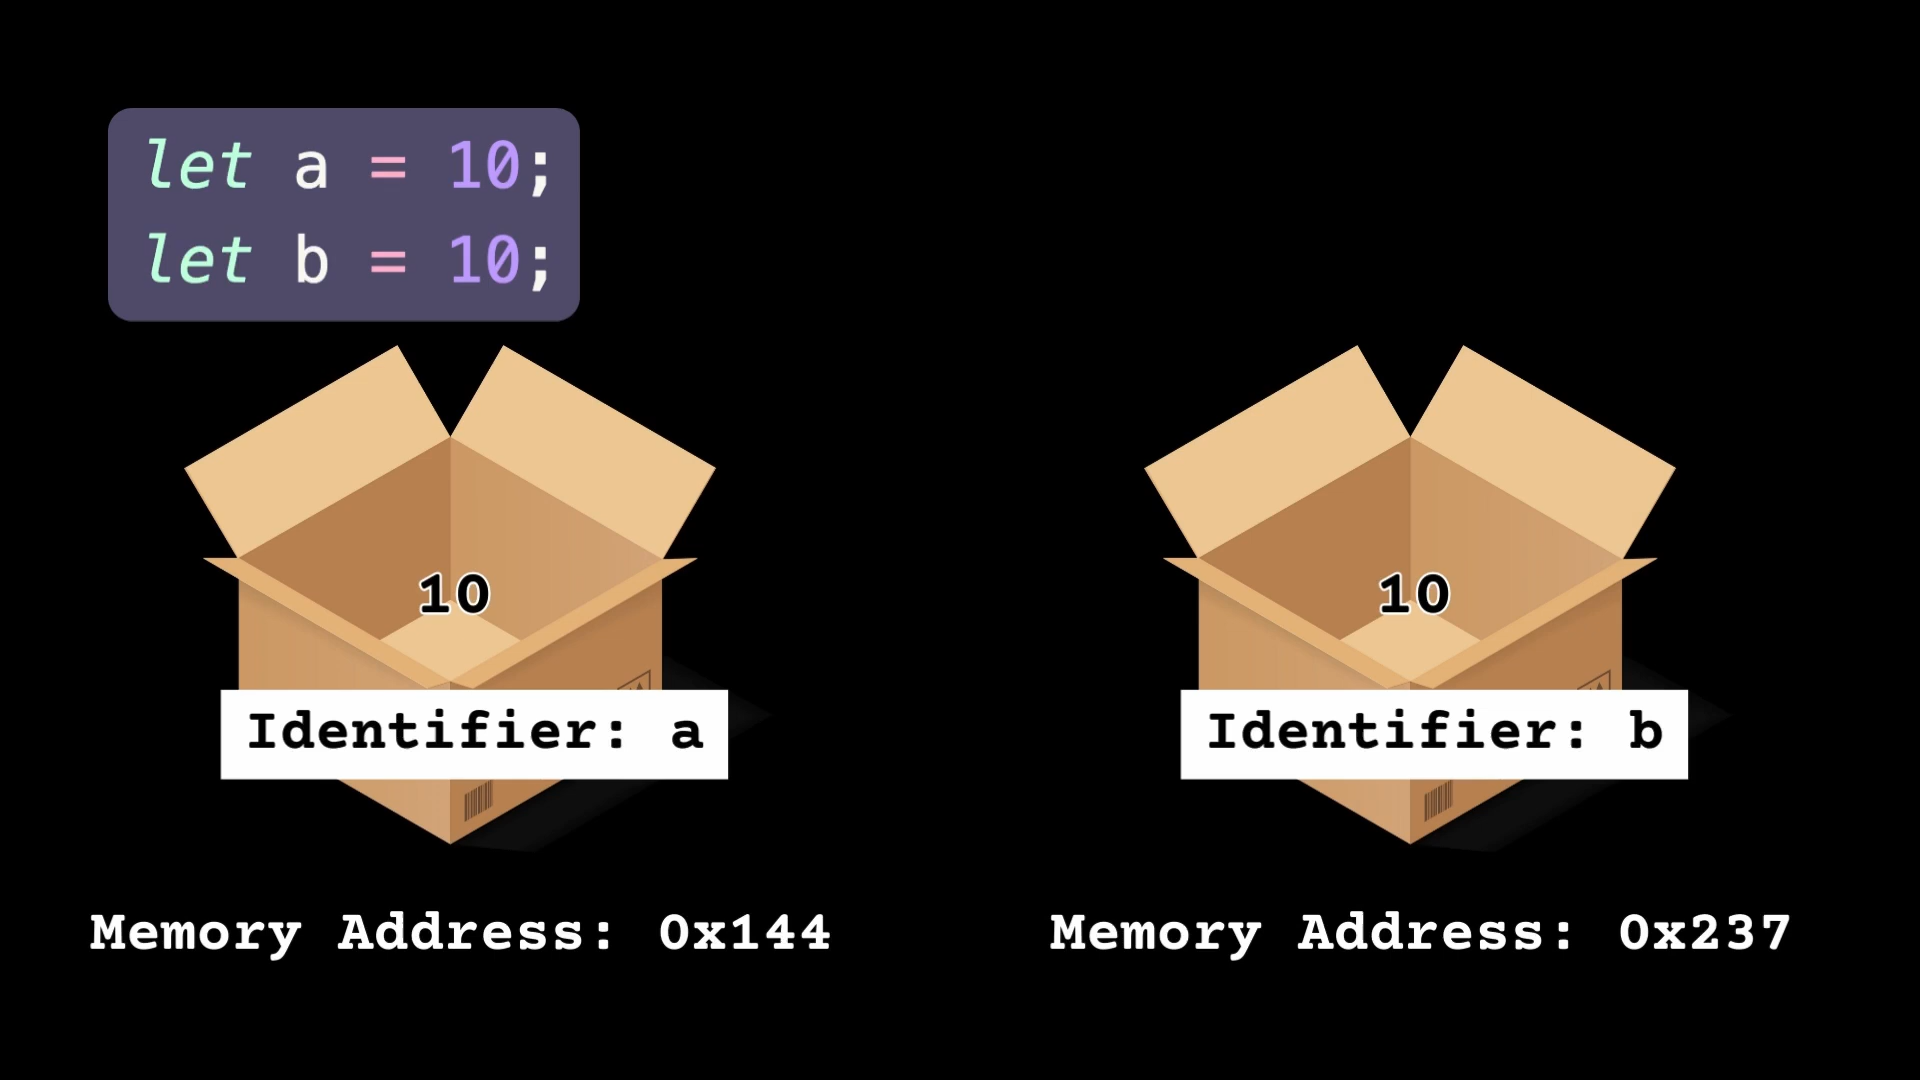 let a = 10;
let b = 10;
10
10
Identifier: a
Identifier: b
Memory Address: 0x144
Memory Address: 0x237